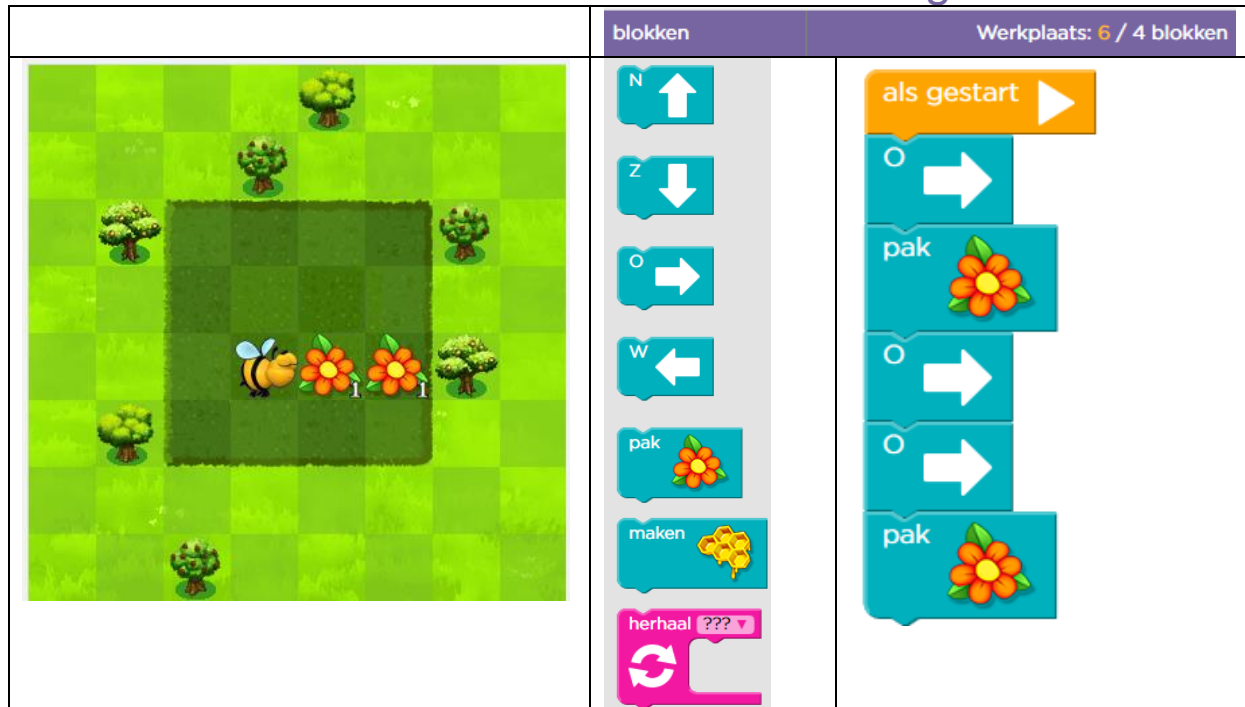 blokken
Werkplaats: 6 / 4 blokken
1
1
N
Z
O
W
pak
maken
herhaal ???
als gestart
O
pak
O
O
pak